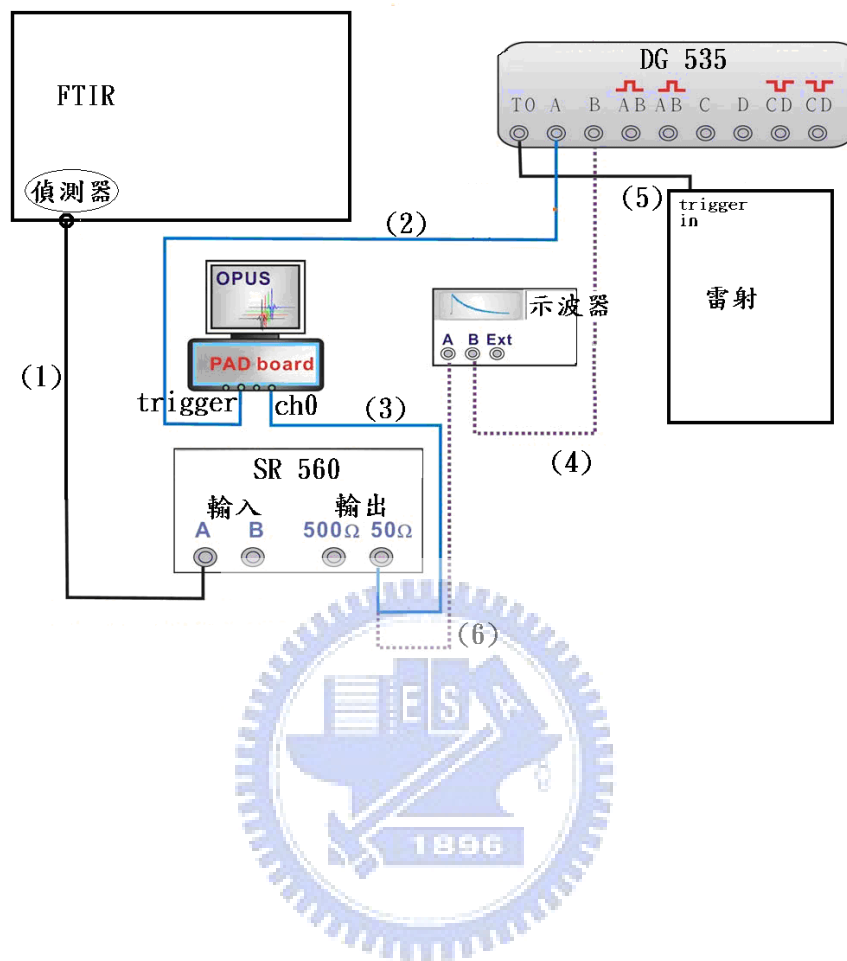 DG 535
T0 A B AB AB C D CD CD
FTIR
偵測器
(5)
trigger
in
雷射
(2)
OPUS
PAD board
trigger
ch0
示波器
A B Ext
(1)
(3)
(4)
SR 560
輸入
輸出
A B 500Ω 50Ω
(6)
E S A
1896